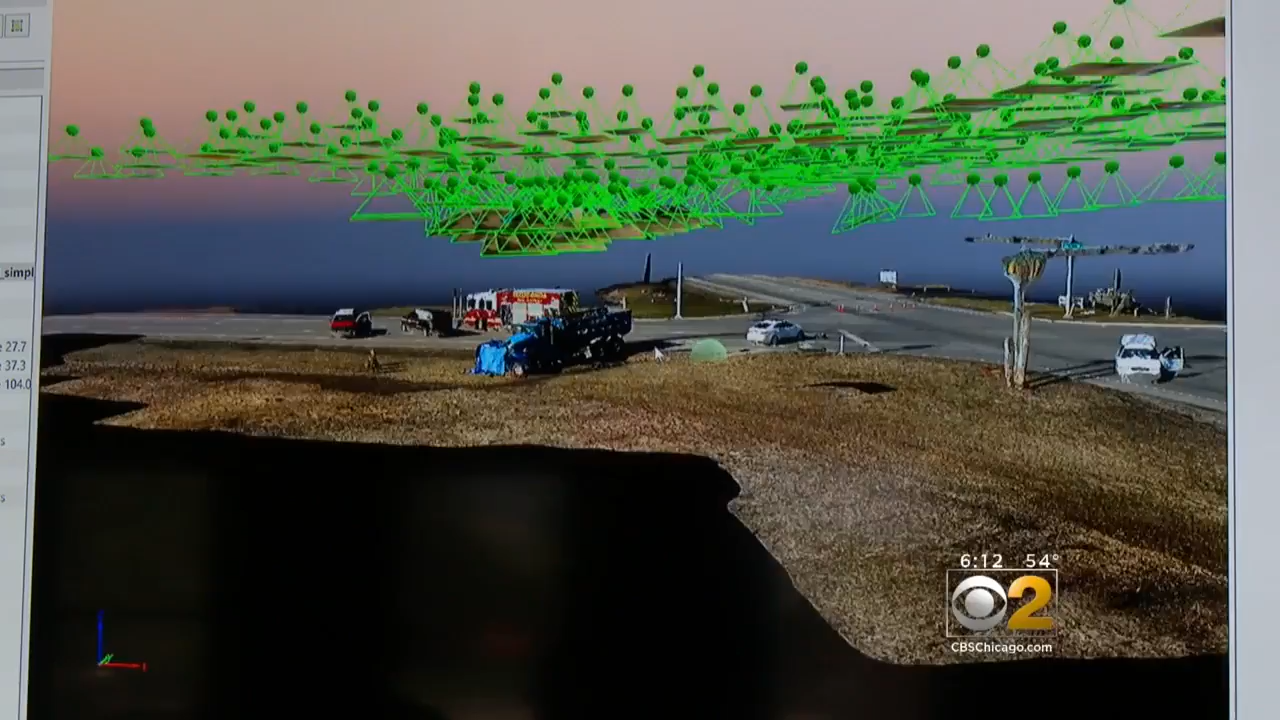 _simpl
27.7
37.3
104.0
s
s
6:12 54°
2
CBSChicago.com